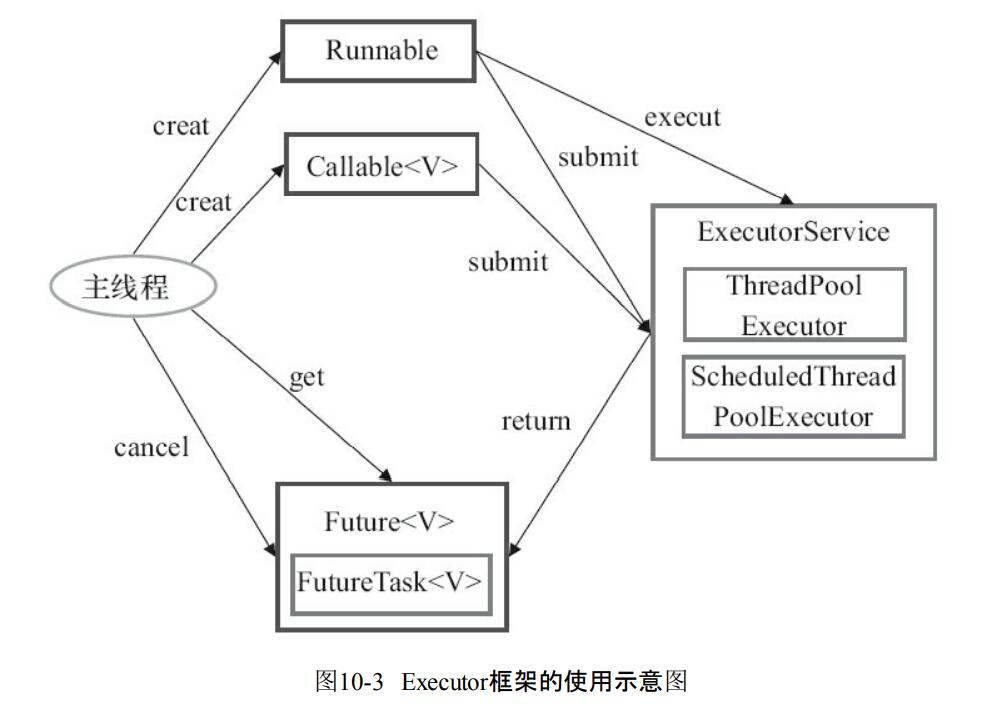 Runnable
execut
creat
submit
Callable<V>
creat
ExecutorService
submit
主线程
ThreadPool
Executor
get
ScheduledThread
PoolExecutor
return
cancel
Future<V>
FutureTask<V>
图10-3 Executor框架的使用示意图